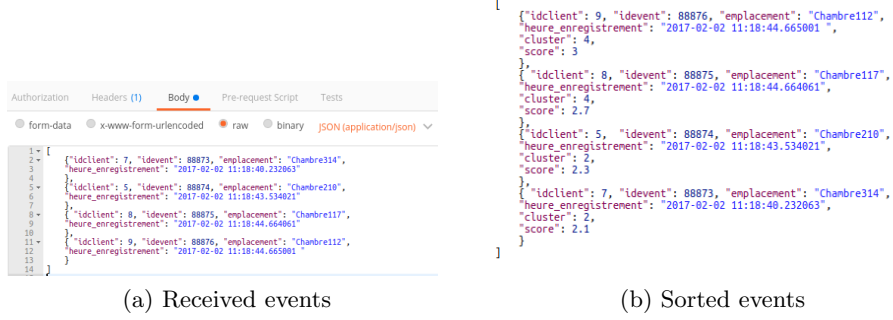 Authorization Headers (1) Body Pre-request Script Tests
form-data x-www-form-urlencoded raw binary JSON (application/json)
1 [
2 {"idclient": 7, "idevent": 88873, "emplacement": "Chambre314",
3 "heure_enregistrement": "2017-02-02 11:18:40.232063"
4 },
5 {"idclient": 5, "idevent": 88874, "emplacement": "Chambre210",
6 "heure_enregistrement": "2017-02-02 11:18:43.534021"
7 },
8 { "idclient": 8, "idevent": 88875, "emplacement": "Chambre117",
9 "heure_enregistrement": "2017-02-02 11:18:44.664061"
10 },
11 { "idclient": 9, "idevent": 88876, "emplacement": "Chambre112",
12 "heure_enregistrement": "2017-02-02 11:18:44.665001 "
13 }
14 ]
(a) Received events
[
{"idclient": 9, "idevent": 88876, "emplacement": "Chambre112",
"heure_enregistrement": "2017-02-02 11:18:44.665001 ",
"cluster": 4,
"score": 3
},
{ "idclient": 8, "idevent": 88875, "emplacement": "Chambre117",
"heure_enregistrement": "2017-02-02 11:18:44.664061",
"cluster": 4,
"score": 2.7
},
{"idclient": 5, "idevent": 88874, "emplacement": "Chambre210",
"heure_enregistrement": "2017-02-02 11:18:43.534021",
"cluster": 2,
"score": 2.3
},
{ "idclient": 7, "idevent": 88873, "emplacement": "Chambre314",
"heure_enregistrement": "2017-02-02 11:18:40.232063",
"cluster": 2,
"score": 2.1
}
]
(b) Sorted events